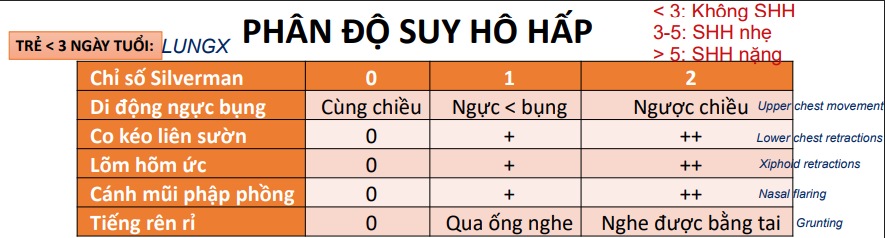 PHÂN ĐỘ SUY HÔ HẤP
< 3: Không SHH
3-5: SHH nhẹ
> 5: SHH nặng
TRẺ < 3 NGÀY TUỔI: LUNGX
Chỉ số Silverman 0 1 2
Di động ngực bụng Cùng chiều Ngực < bụng Ngược chiều Upper chest movement
Co kéo liên sườn 0 + ++ Lower chest retractions
Lõm hõm ức 0 + ++ Xiphoid retractions
Cánh mũi phập phồng 0 + ++ Nasal flaring
Tiếng rên rỉ 0 Qua ống nghe Nghe được bằng tai Grunting